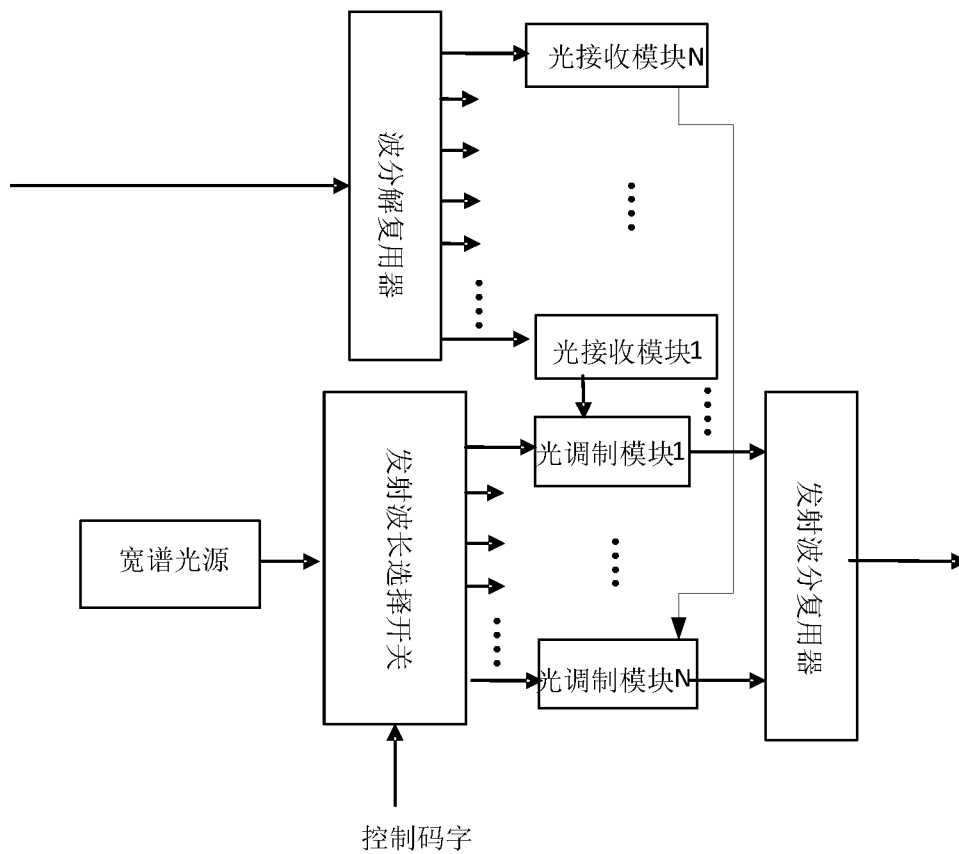 光接收模块N
波分解复用器
光接收模块1
光调制模块1
发射波长选择开关
宽谱光源
发射波分复用器
光调制模块N
控制码字